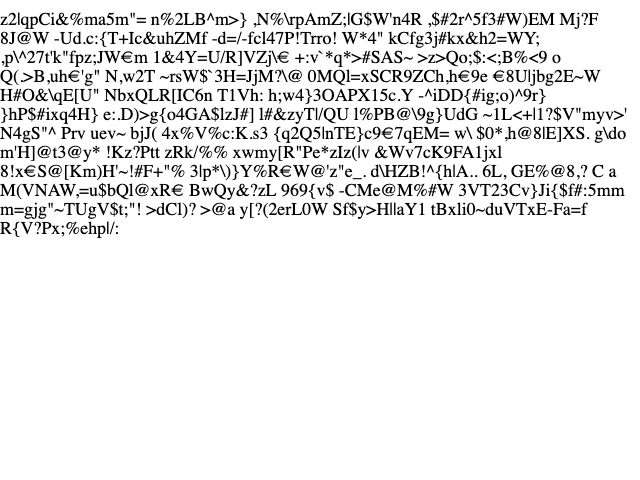 z2|qpCi&%ma5m"= n%2LB^m>} ,N%\rpAmZ;|G$W'n4R ,$#2r^5f3#W)EM Mj?F
8J@W -Ud.c:{T+Ic&uhZMf -d=/-fcl47P!Trro! W*4" kCfg3j#kx&h2=WY;
,p\^27t'k"fpz;JW€m 1&4Y=U/R]VZj\€ +:v`*q*>#SAS~ >z>Qo;$:<;B%<9 o
Q(.>B,uh€'g" N,w2T ~rsW$`3H=JjM?\@ 0MQl=xSCR9ZCh,h€9e €8U|jbg2E~W
H#O&\qE[U" NbxQLR[IC6n T1Vh: h;w4}3OAPX15c.Y -^iDD{#ig;o)^9r}
}hP$#ixq4H} e:.D)>g{o4GA$lzJ#] l#&zyT|/QU l%PB@\9g}UdG ~1L<+|1?$V"myv>'
N4gS"^ Prv uev~ bjJ( 4x%V%c:K.s3 {q2Q5|nTE}c9€7qEM= w\ $0*,h@8|E]XS. g\do
m'H]@t3@y* !Kz?Ptt zRk/%% xwmy[R"Pe*zIz(|v &Wv7cK9FA1jxl
8!x€S@[Km)H'~!#F+"% 3|p*\)}Y%R€W@'z"e_. d\HZB!^{h|A.. 6L, GE%@8,? C a
M(VNAW,=u$bQl@xR€ BwQy&?zL 969{v$ -CMe@M%#W 3VT23Cv}Ji{$f#:5mm
m=gjg"~TUgV$t;"! >dCl)? >@a y[?(2erL0W Sf$y>H||aY1 tBxli0~duVTxE-Fa=f
R{V?Px;%ehp|/: